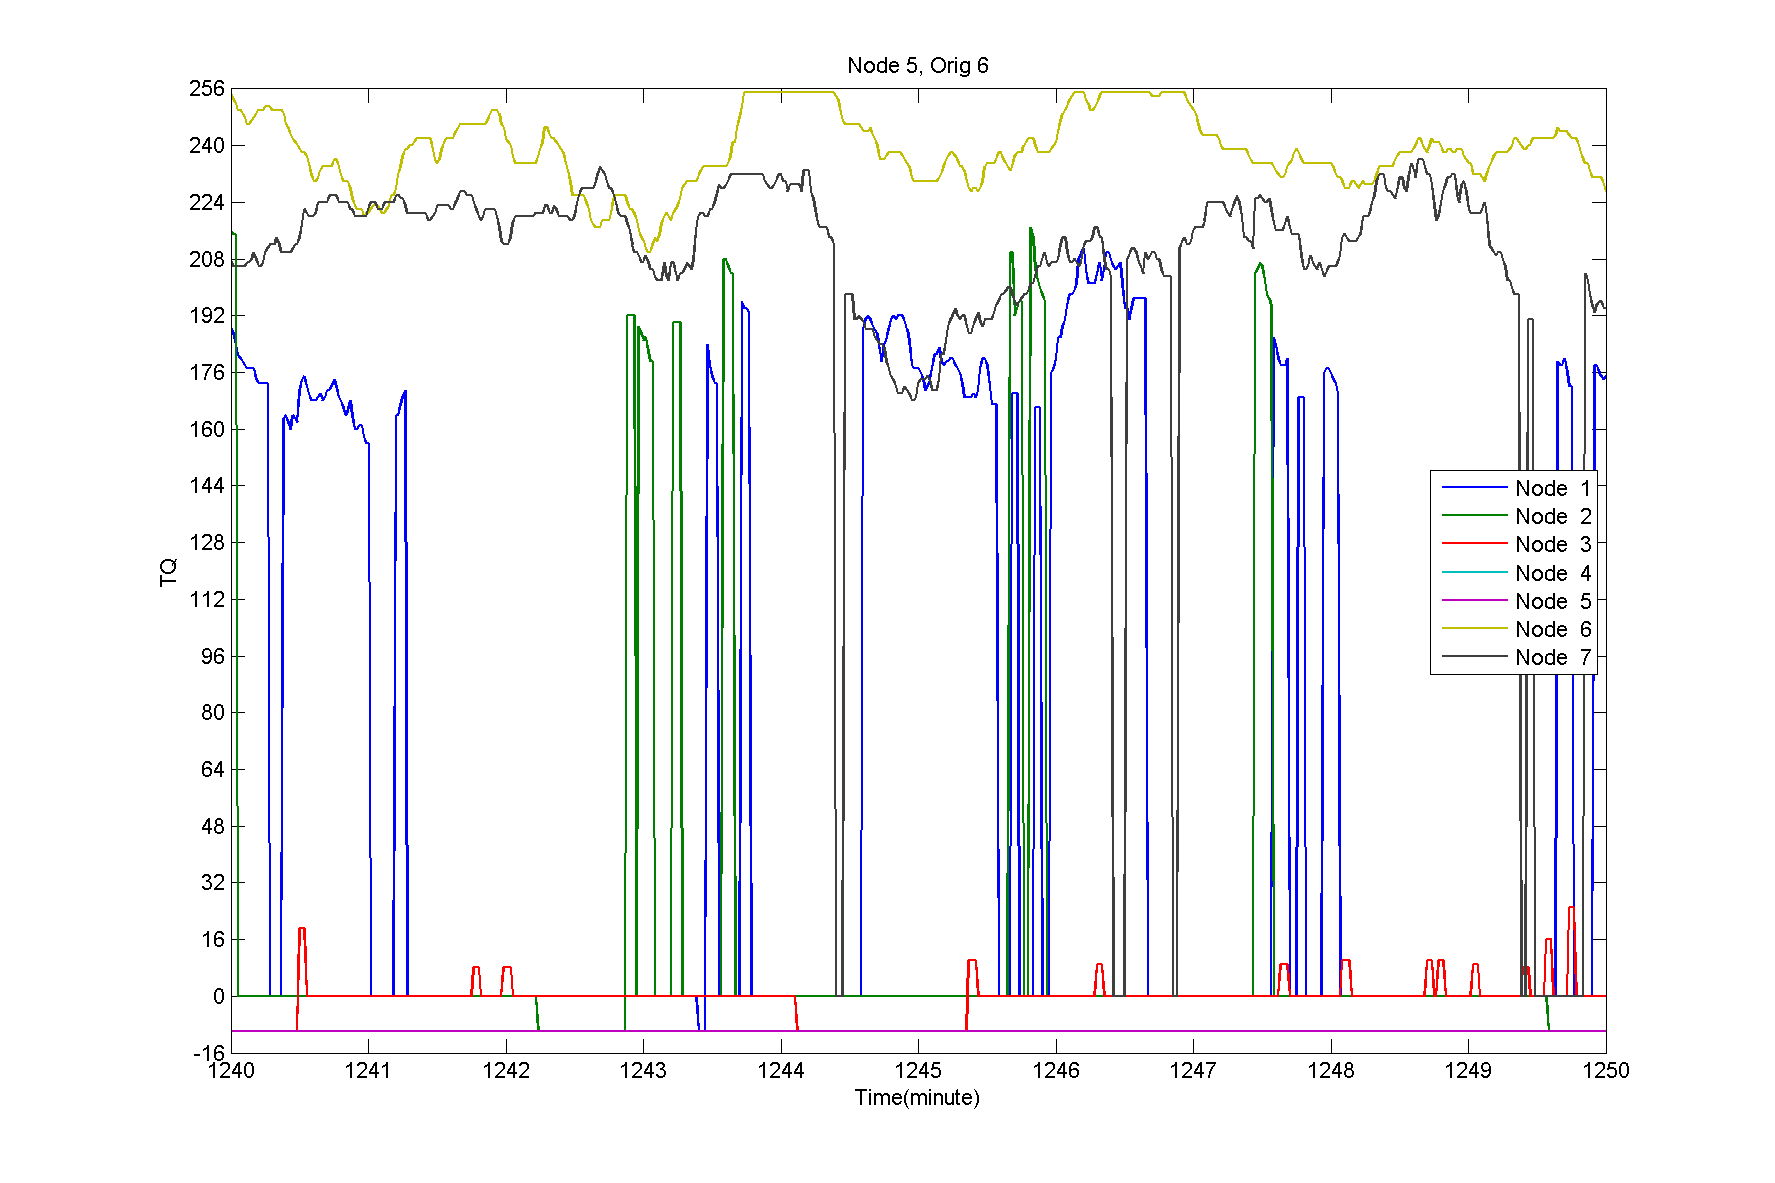 Node 5, Orig 6
256
240
224
208
192
176
160
144
128
112
96
80
64
48
32
16
0
-16
TQ
Node 1
Node 2
Node 3
Node 4
Node 5
Node 6
Node 7
1240 1241 1242 1243 1244 1245 1246 1247 1248 1249 1250
Time(minute)